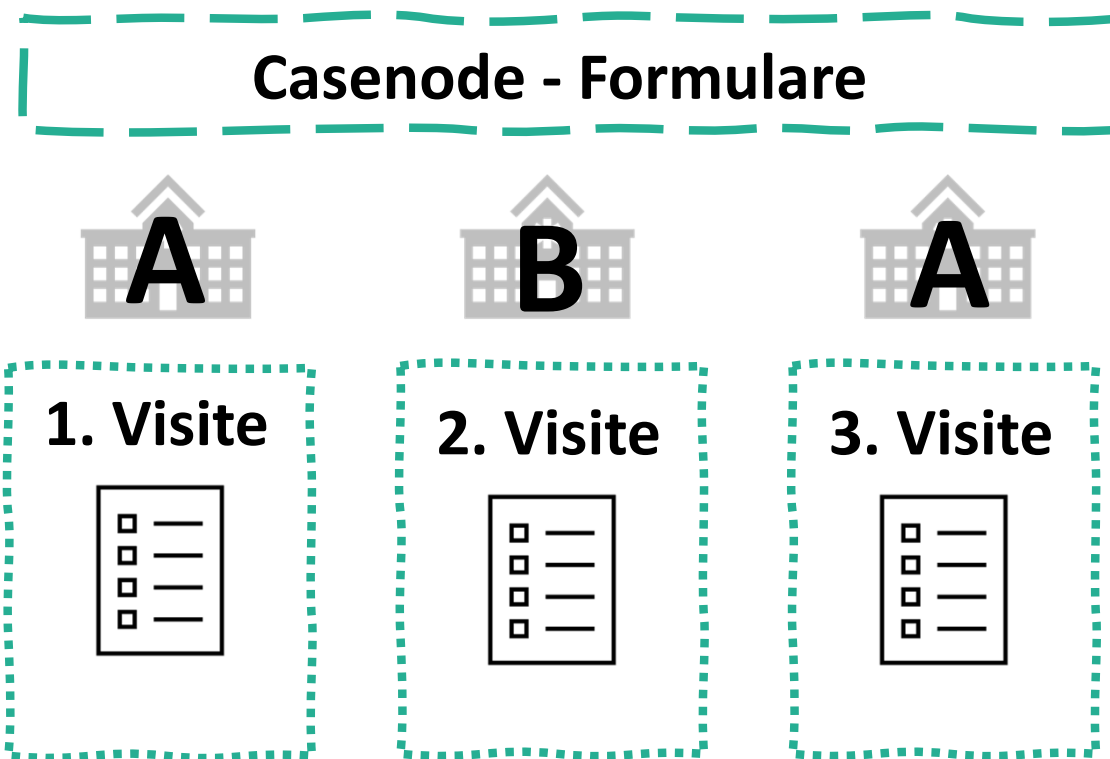 Casenode - Formulare
A
B
A
1. Visite
2. Visite
3. Visite